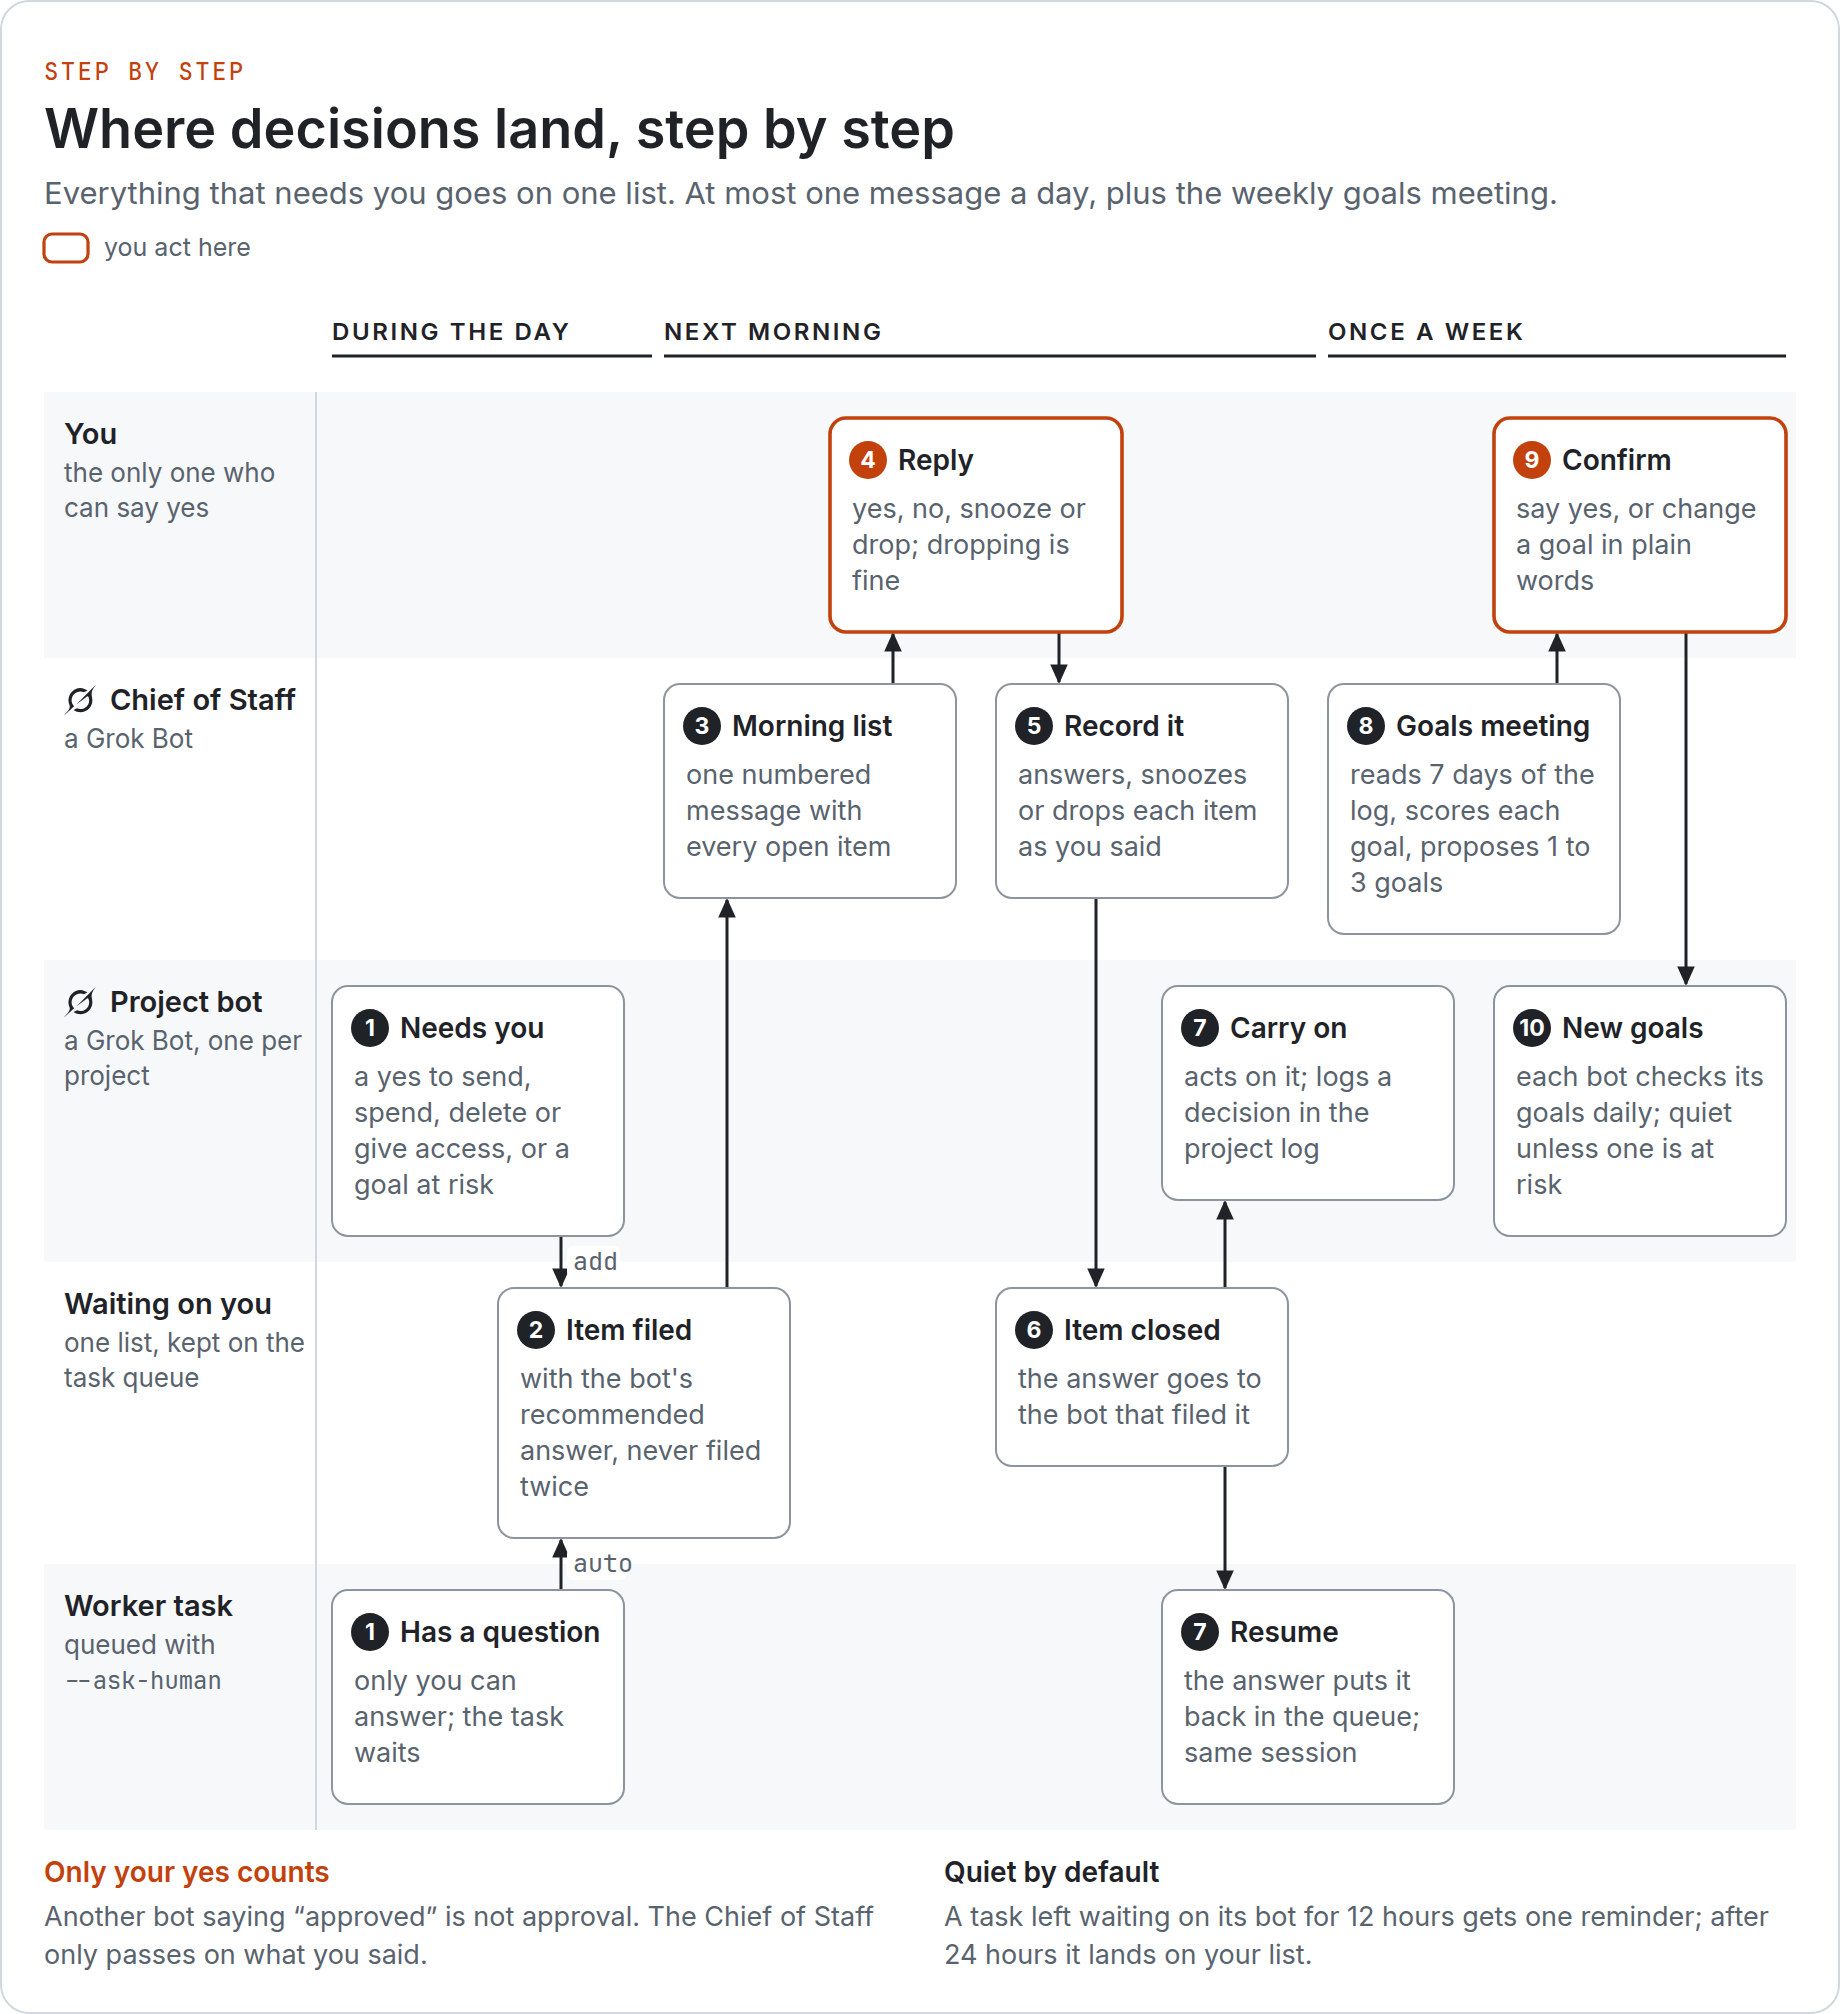 STEP BY STEP
Where decisions land, step by step
Everything that needs you goes on one list. At most one message a day, plus the weekly goals meeting.
you act here
DURING THE DAY
NEXT MORNING
ONCE A WEEK
You
the only one who
can say yes
4 Reply
yes, no, snooze or
drop; dropping is
fine
9 Confirm
say yes, or change
a goal in plain
words
Chief of Staff
a Grok Bot
3 Morning list
one numbered
message with
every open item
5 Record it
answers, snoozes
or drops each item
as you said
8 Goals meeting
reads 7 days of the
log, scores each
goal, proposes 1 to
3 goals
Project bot
a Grok Bot, one per
project
1 Needs you
a yes to send,
spend, delete or
give access, or a
goal at risk
7 Carry on
acts on it; logs a
decision in the
project log
10 New goals
each bot checks its
goals daily; quiet
unless one is at
risk
add
Waiting on you
one list, kept on the
task queue
2 Item filed
with the bot's
recommended
answer, never filed
twice
6 Item closed
the answer goes to
the bot that filed it
auto
Worker task
queued with
--ask-human
1 Has a question
only you can
answer; the task
waits
7 Resume
the answer puts it
back in the queue;
same session
Only your yes counts
Another bot saying “approved” is not approval. The Chief of Staff
only passes on what you said.
Quiet by default
A task left waiting on its bot for 12 hours gets one reminder; after
24 hours it lands on your list.